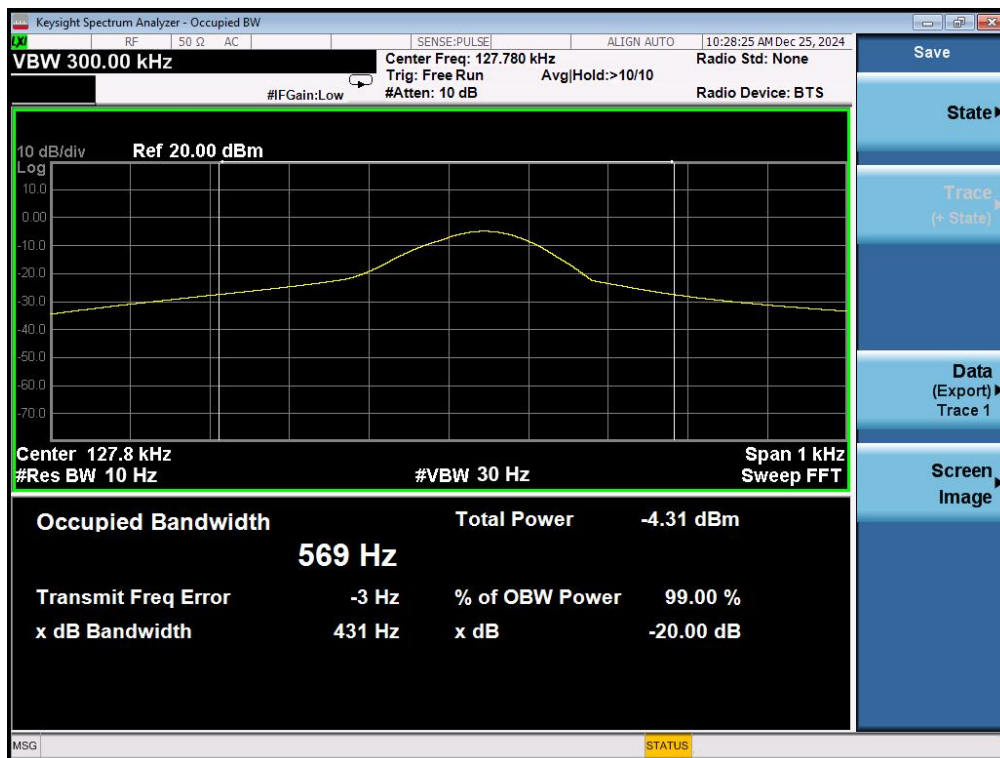 Keysight Spectrum Analyzer - Occupied BW
LXI RF 50 Ω AC SENSE:PULSE ALIGN AUTO 10:28:25 AM Dec 25, 2024
VBW 300.00 kHz
Center Freq: 127.780 kHz Radio Std: None
Trig: Free Run Avg|Hold:>10/10
#IFGain:Low #Atten: 10 dB Radio Device: BTS
10 dB/div Ref 20.00 dBm
Log
10.0
0.00
-10.0
-20.0
-30.0
-40.0
-50.0
-60.0
-70.0
Center 127.8 kHz Span 1 kHz
#Res BW 10 Hz #VBW 30 Hz Sweep FFT
Occupied Bandwidth Total Power -4.31 dBm
569 Hz
Transmit Freq Error -3 Hz % of OBW Power 99.00 %
x dB Bandwidth 431 Hz x dB -20.00 dB
MSG STATUS
Save
State
Trace
(+ State)
Data
(Export)
Trace 1
Screen
Image